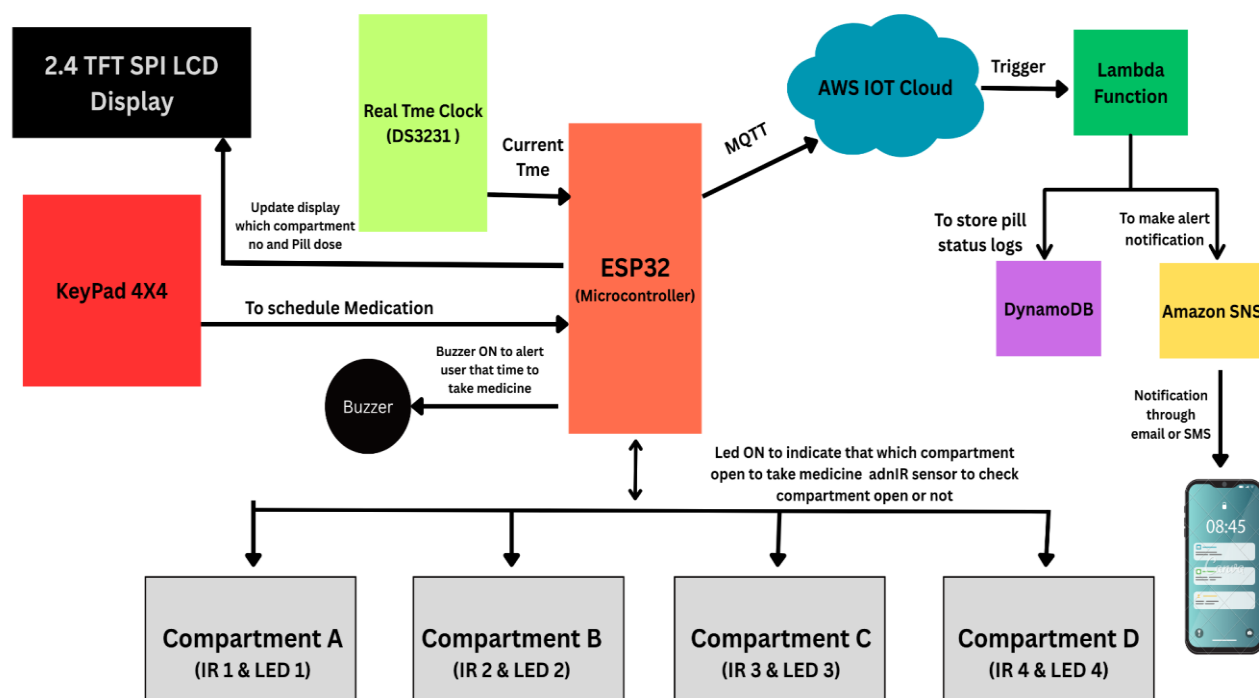 2.4 TFT SPI LCD
Display
Real Tme Clock
(DS3231 )
Current
Tme
MQTT
AWS IOT Cloud
Trigger
Lambda
Function
Update display
which compartment
no and Pill dose
KeyPad 4X4
To schedule Medication
ESP32
(Microcontroller)
To store pill
status logs
To make alert
notification
DynamoDB
Amazon SNS
Buzzer ON to alert
user that time to
take medicine
Buzzer
Notification
through
email or SMS
Led ON to indicate that which compartment
open to take medicine adnIR sensor to check
compartment open or not
08:45
Canva
Compartment A
(IR 1 & LED 1)
Compartment B
(IR 2 & LED 2)
Compartment C
(IR 3 & LED 3)
Compartment D
(IR 4 & LED 4)